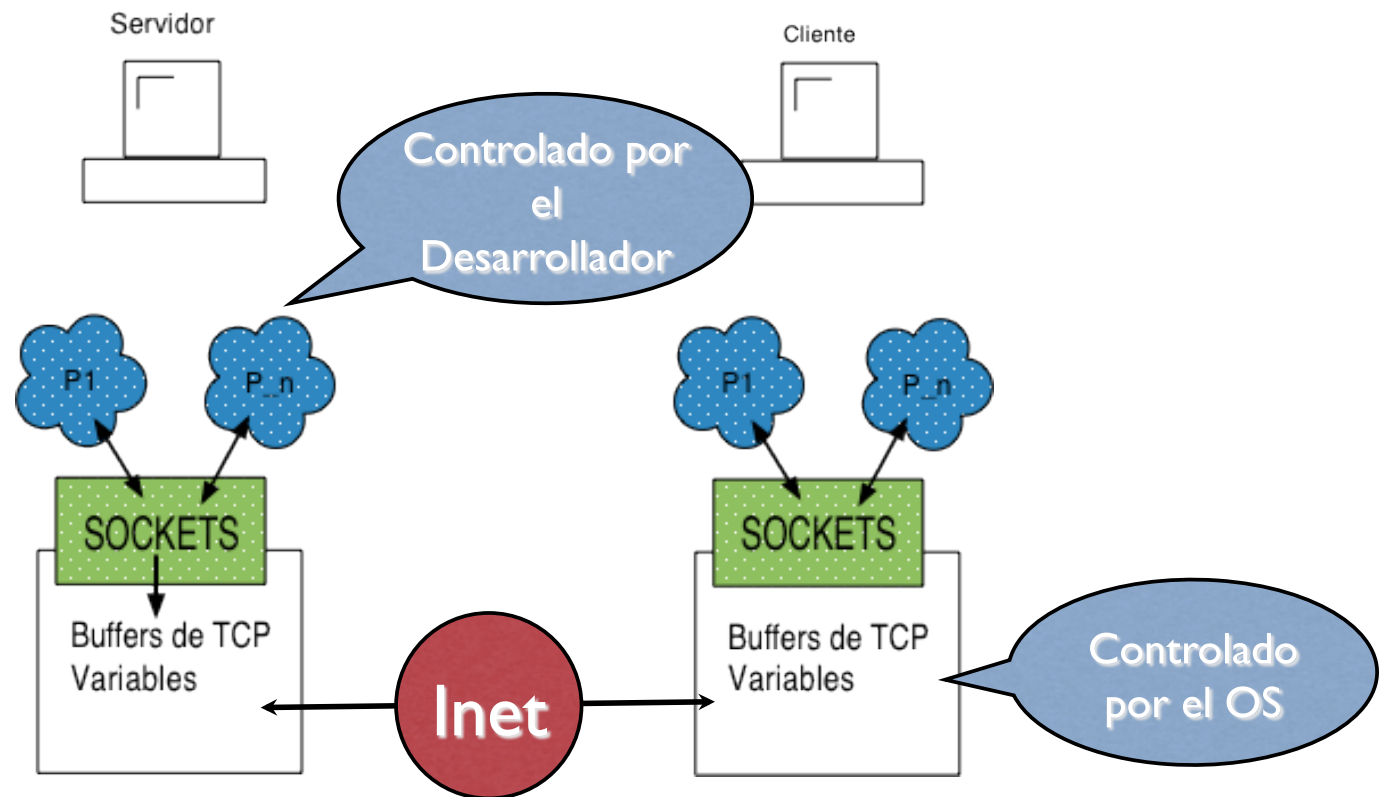 Servidor
Cliente
Controlado por
el
Desarrollador
P1
P__n
P1
P_n
SOCKETS
SOCKETS
Buffers de TCP
Variables
Inet
Buffers de TCP
Variables
Controlado
por el OS